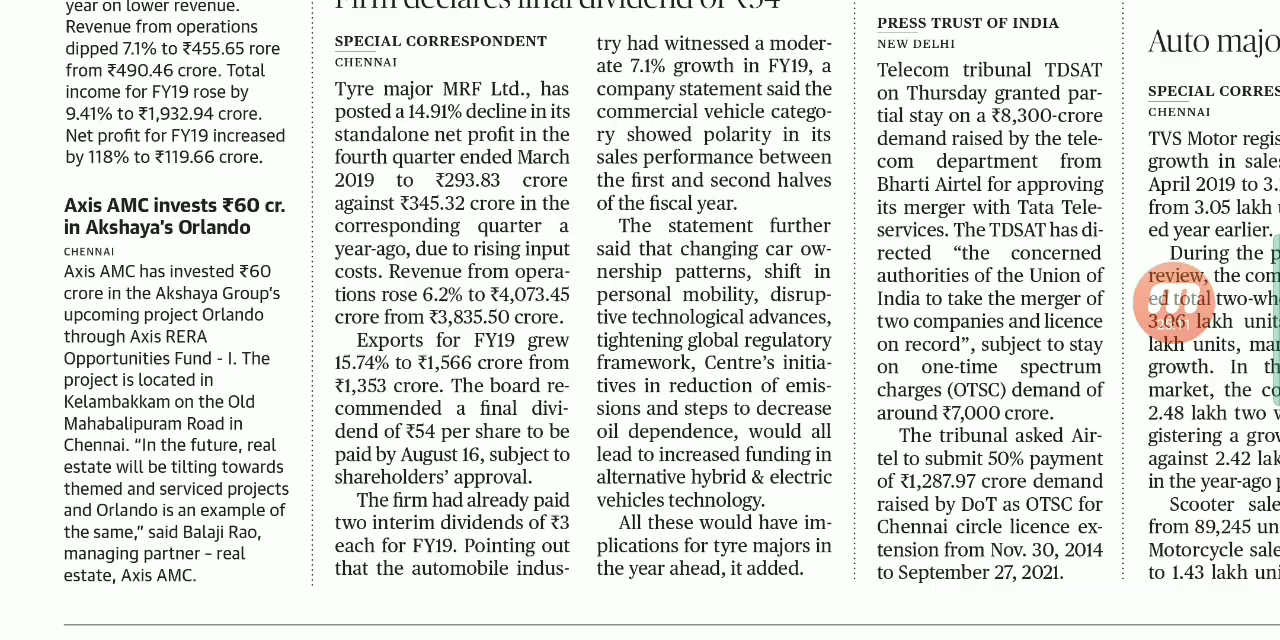 year on lower revenue.
Revenue from operations
dipped 7.1% to ₹455.65 rore
from ₹490.46 crore. Total
income for FY19 rose by
9.41% to ₹1,932.94 crore.
Net profit for FY19 increased
by 118% to ₹119.66 crore.
Axis AMC invests ₹60 cr.
in Akshaya's Orlando
CHENNAI
Axis AMC has invested ₹60
crore in the Akshaya Group's
upcoming project Orlando
through Axis RERA
Opportunities Fund - I. The
project is located in
Kelambakkam on the Old
Mahabalipuram Road in
Chennai. “In the future, real
estate will be tilting towards
themed and serviced projects
and Orlando is an example of
the same,” said Balaji Rao,
managing partner – real
estate, Axis AMC.
Firm declares final dividend of ₹54
SPECIAL CORRESPONDENT
CHENNAI
Tyre major MRF Ltd., has
posted a 14.91% decline in its
standalone net profit in the
fourth quarter ended March
2019 to ₹293.83 crore
against ₹345.32 crore in the
corresponding quarter a
year-ago, due to rising input
costs. Revenue from opera-
tions rose 6.2% to ₹4,073.45
crore from ₹3,835.50 crore.
Exports for FY19 grew
15.74% to ₹1,566 crore from
₹1,353 crore. The board re-
commended a final divi-
dend of ₹54 per share to be
paid by August 16, subject to
shareholders' approval.
The firm had already paid
two interim dividends of ₹3
each for FY19. Pointing out
that the automobile indus-
try had witnessed a moder-
ate 7.1% growth in FY19, a
company statement said the
commercial vehicle catego-
ry showed polarity in its
sales performance between
the first and second halves
of the fiscal year.
The statement further
said that changing car ow-
nership patterns, shift in
personal mobility, disrup-
tive technological advances,
tightening global regulatory
framework, Centre's initia-
tives in reduction of emis-
sions and steps to decrease
oil dependence, would all
lead to increased funding in
alternative hybrid & electric
vehicles technology.
All these would have im-
plications for tyre majors in
the year ahead, it added.
PRESS TRUST OF INDIA
NEW DELHI
Telecom tribunal TDSAT
on Thursday granted par-
tial stay on a ₹8,300-crore
demand raised by the tele-
com department from
Bharti Airtel for approving
its merger with Tata Tele-
services. The TDSAT has di-
rected “the concerned
authorities of the Union of
India to take the merger of
two companies and licence
on record”, subject to stay
on one-time spectrum
charges (OTSC) demand of
around ₹7,000 crore.
The tribunal asked Air-
tel to submit 50% payment
of ₹1,287.97 crore demand
raised by DoT as OTSC for
Chennai circle licence ex-
tension from Nov. 30, 2014
to September 27, 2021.
Auto majo
SPECIAL CORRES
CHENNAI
TVS Motor regis
growth in sales
April 2019 to 3.
from 3.05 lakh u
ed year earlier.
During the p
review, the com
ed total two-whe
3.06 lakh units
lakh units, mar
growth. In th
market, the co
2.48 lakh two w
gistering a grow
against 2.42 lak
in the year-ago p
Scooter sale
from 89,245 un
Motorcycle sale
to 1.43 lakh uni